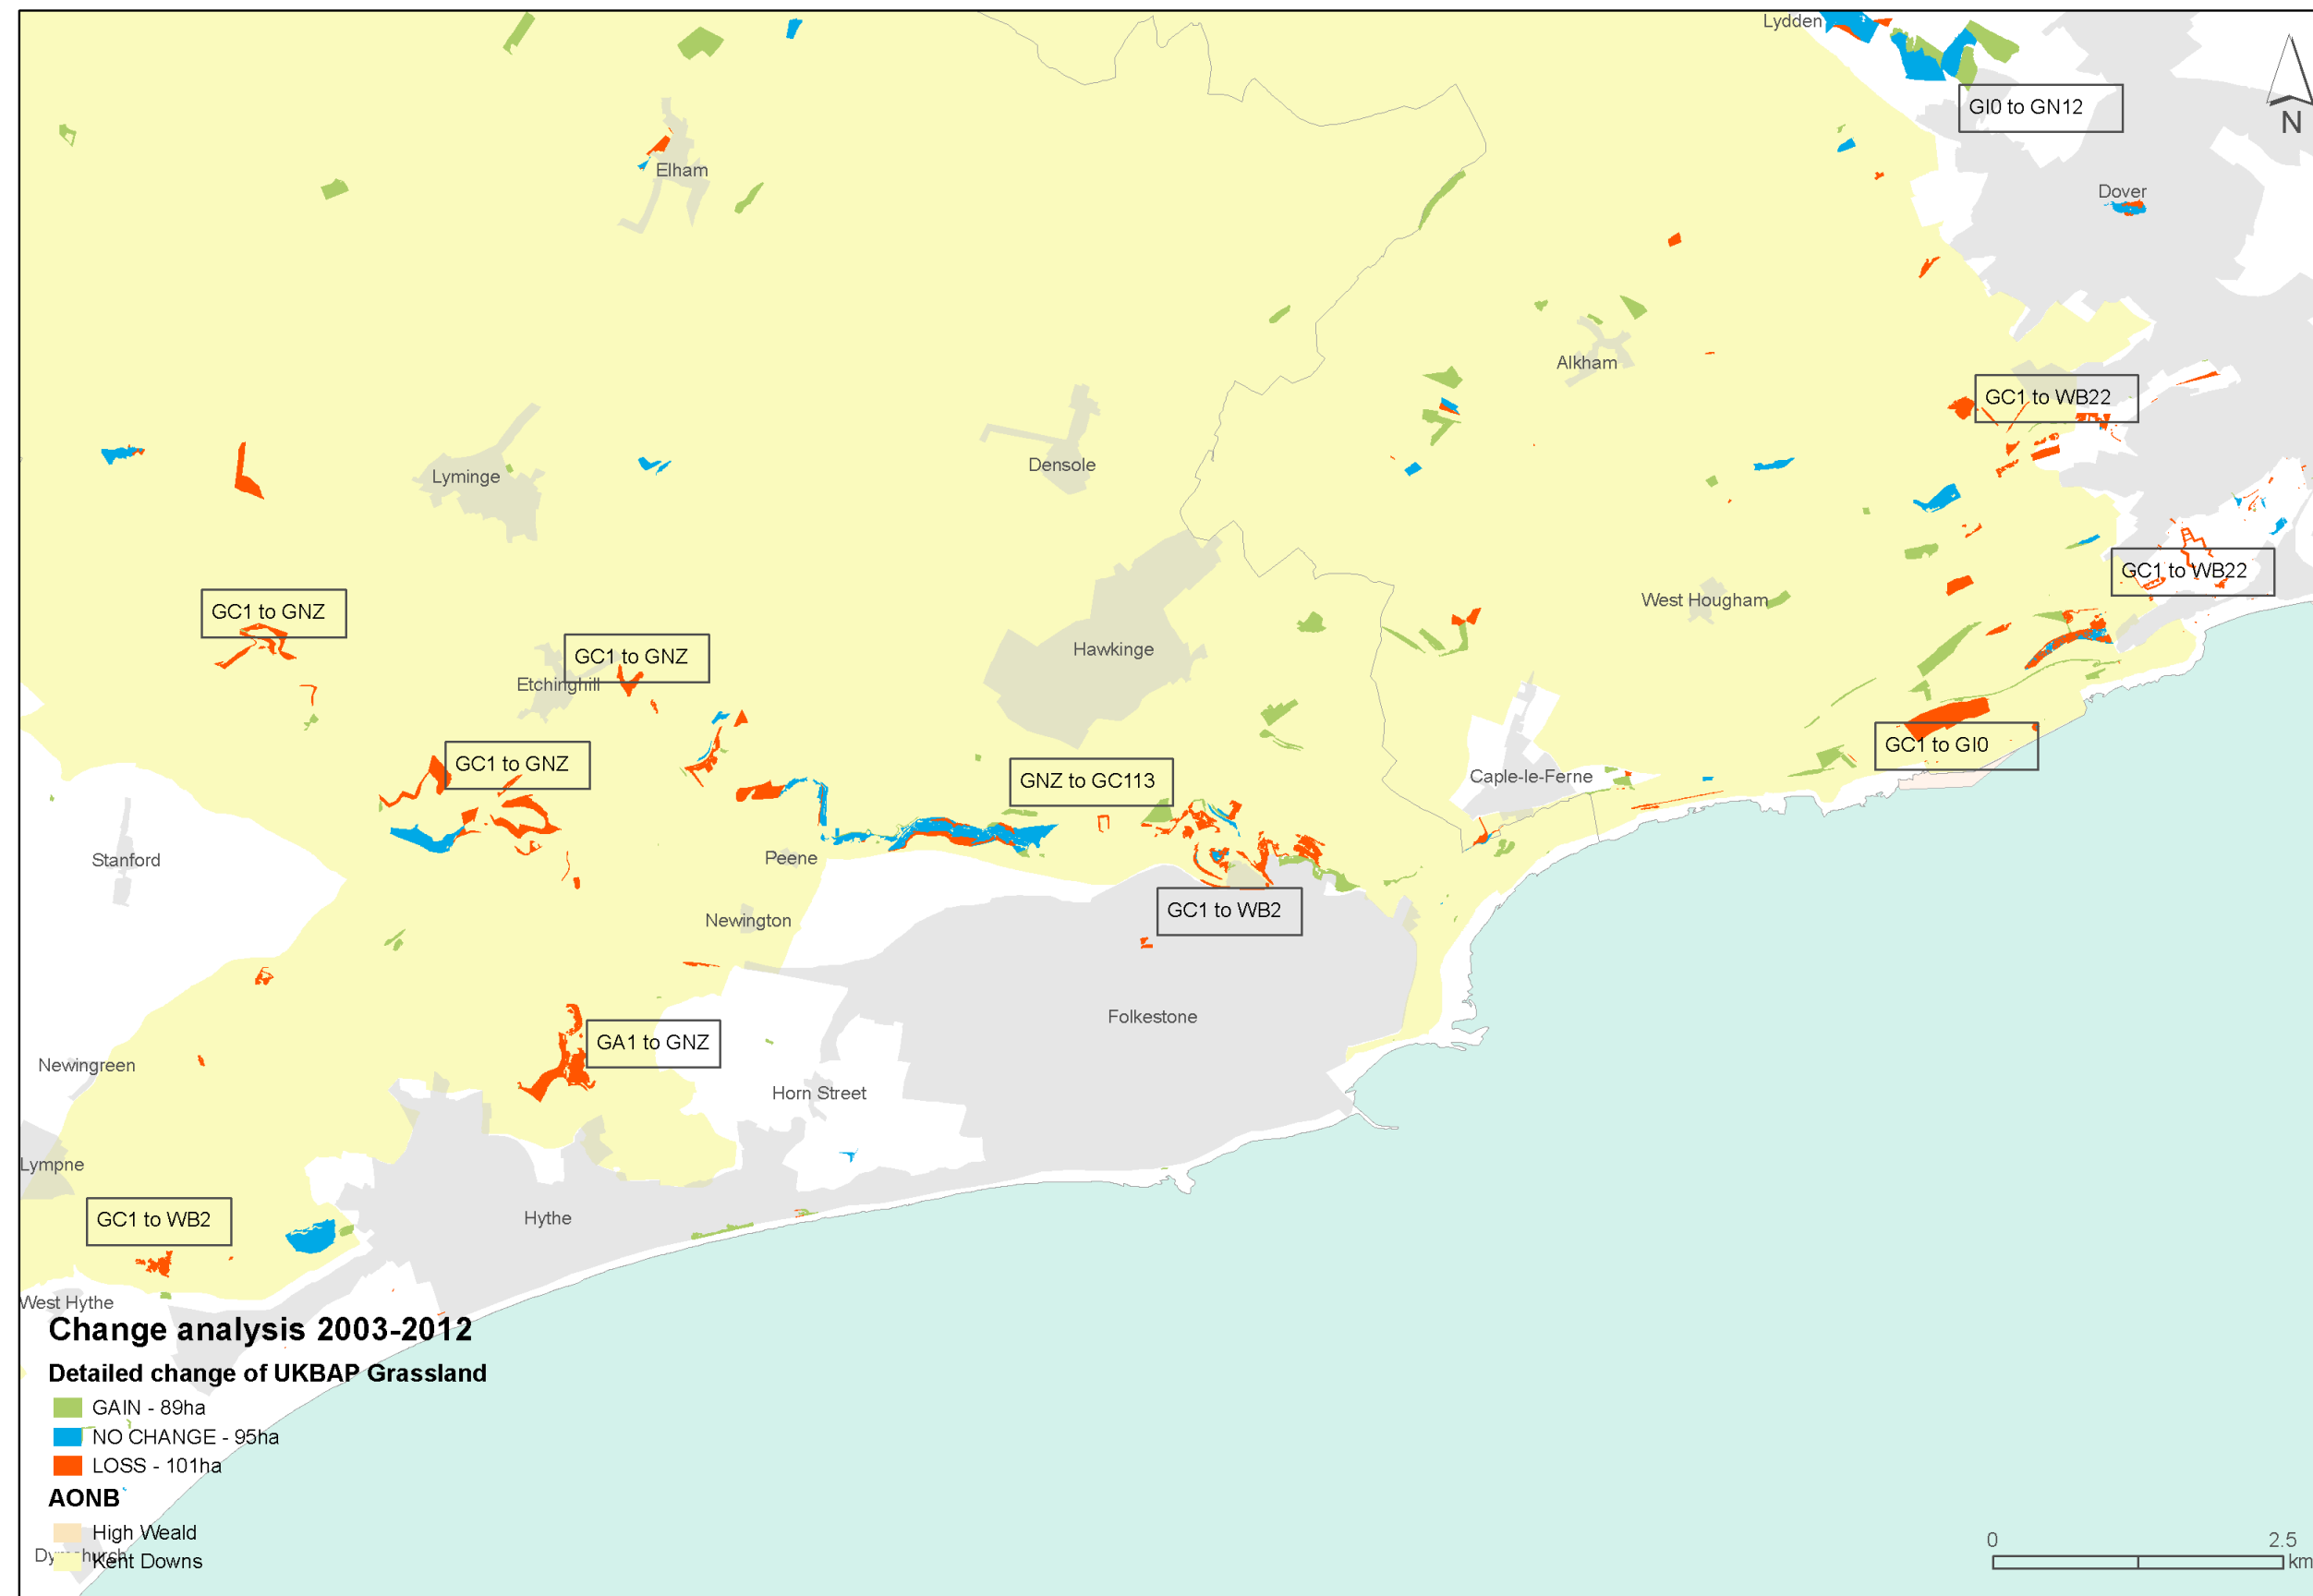 Lydden
GI0 to GN12
N
Elham
Dover
Alkham
GC1 to WB22
Lyminge
Densole
GC1 to WB22
GC1 to GNZ
West Hougham
GC1 to GNZ
Hawkinge
Etchinghill
GC1 to GI0
GC1 to GNZ
GNZ to GC113
Caple-le-Ferne
Stanford
Peene
GC1 to WB2
Newington
Folkestone
GA1 to GNZ
Newingreen
Horn Street
Lympne
GC1 to WB2
Hythe
West Hythe
Change analysis 2003-2012
Detailed change of UKBAP Grassland
GAIN - 89ha
NO CHANGE - 95ha
LOSS - 101ha
AONB
High Weald
Kent Downs
0 2.5
km